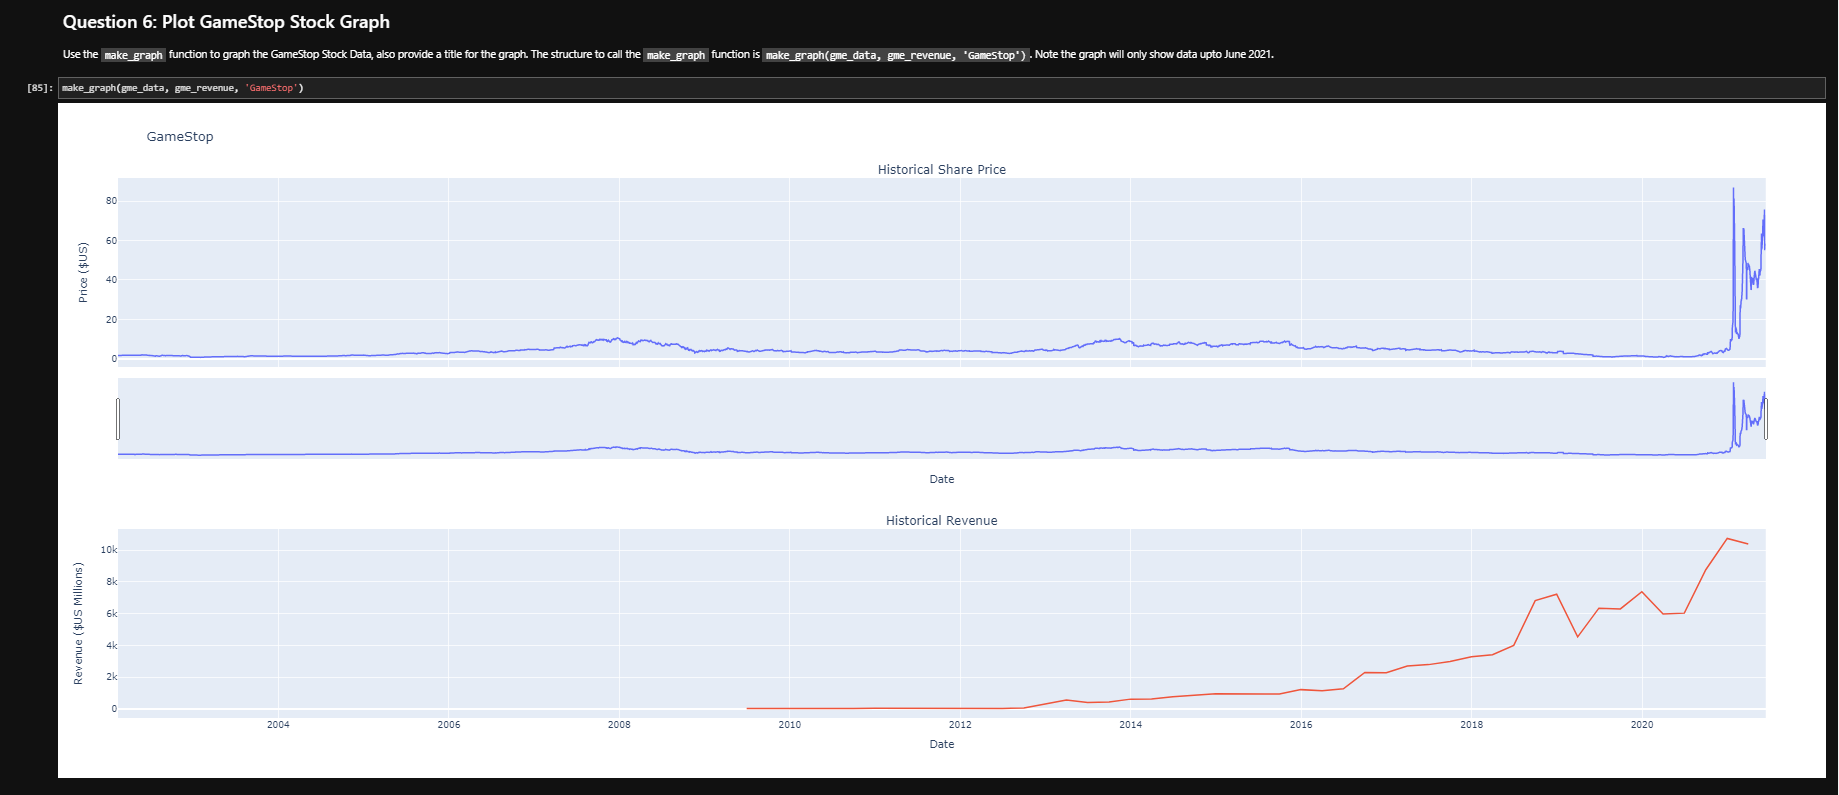 Question 6: Plot GameStop Stock Graph
Use the make_graph function to graph the GameStop Stock Data, also provide a title for the graph. The structure to call the make_graph function is make_graph(gme_data, gme_revenue, 'GameStop'). Note the graph will only show data upto June 2021.
[85]: make_graph(gme_data, gme_revenue, 'GameStop')
GameStop
Historical Share Price
80
60
40
20
0
Price ($US)
Date
Historical Revenue
10k
8k
6k
4k
2k
0
Revenue ($US Millions)
2004 2006 2008 2010 2012 2014 2016 2018 2020
Date